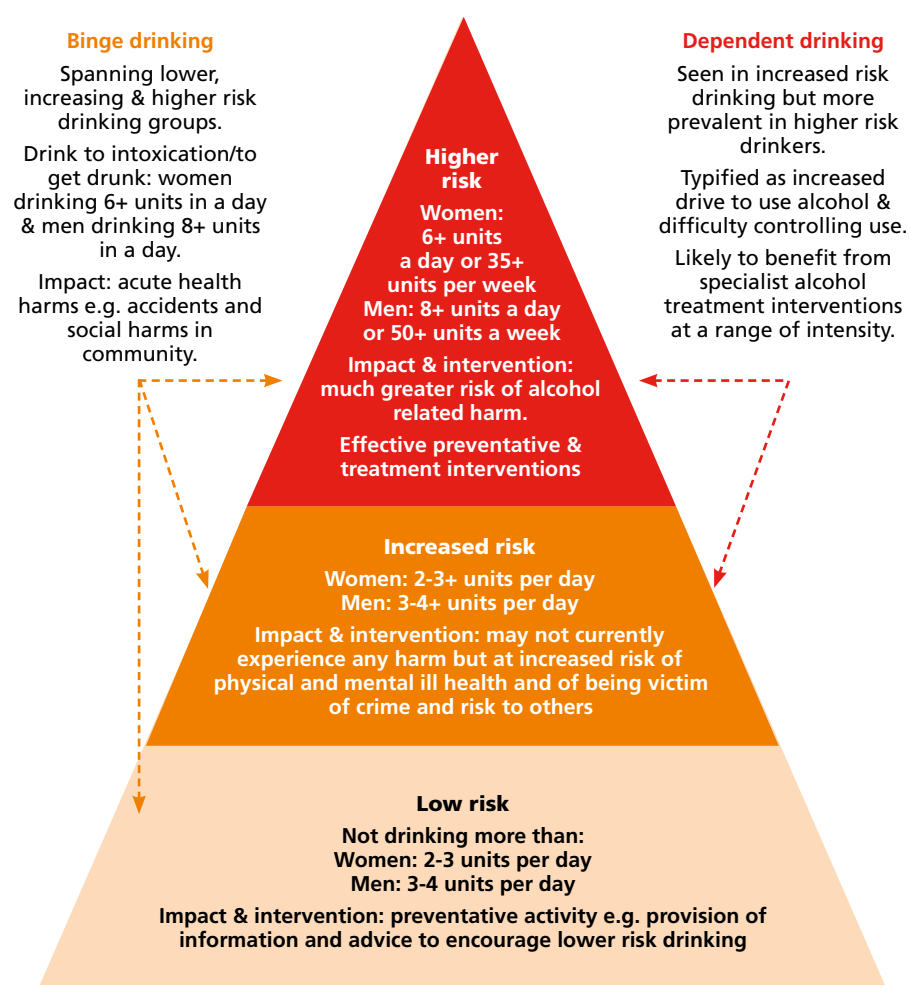 Binge drinking
Spanning lower,
increasing & higher risk
drinking groups.
Drink to intoxication/to
get drunk: women
drinking 6+ units in a day
& men drinking 8+ units
in a day.
Impact: acute health
harms e.g. accidents and
social harms in
community.
Dependent drinking
Seen in increased risk
drinking but more
prevalent in higher risk
drinkers.
Typified as increased
drive to use alcohol &
difficulty controlling use.
Likely to benefit from
specialist alcohol
treatment interventions
at a range of intensity.
Higher
risk
Women:
6+ units
a day or 35+
units per week
Men: 8+ units a day
or 50+ units a week
Impact & intervention:
much greater risk of alcohol
related harm.
Effective preventative &
treatment interventions
Increased risk
Women: 2-3+ units per day
Men: 3-4+ units per day
Impact & intervention: may not currently
experience any harm but at increased risk of
physical and mental ill health and of being victim
of crime and risk to others
Low risk
Not drinking more than:
Women: 2-3 units per day
Men: 3-4 units per day
Impact & intervention: preventative activity e.g. provision of
information and advice to encourage lower risk drinking